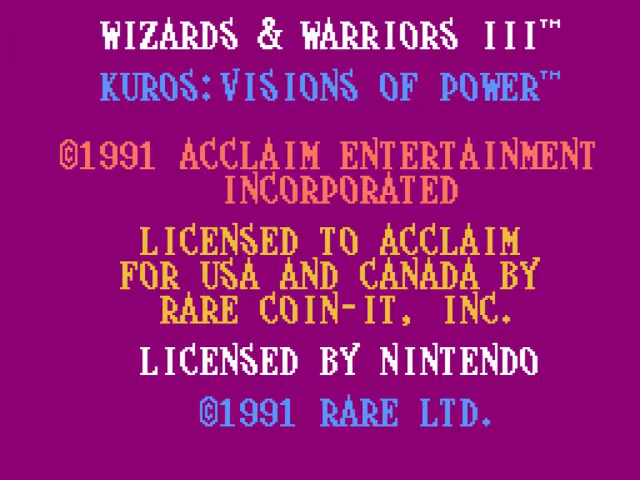 WIZARDS & WARRIORS III™
KUROS:VISIONS OF POWER™
©1991 ACCLAIM ENTERTAINMENT
INCORPORATED
LICENSED TO ACCLAIM
FOR USA AND CANADA BY
RARE COIN-IT, INC.
LICENSED BY NINTENDO
©1991 RARE LTD.